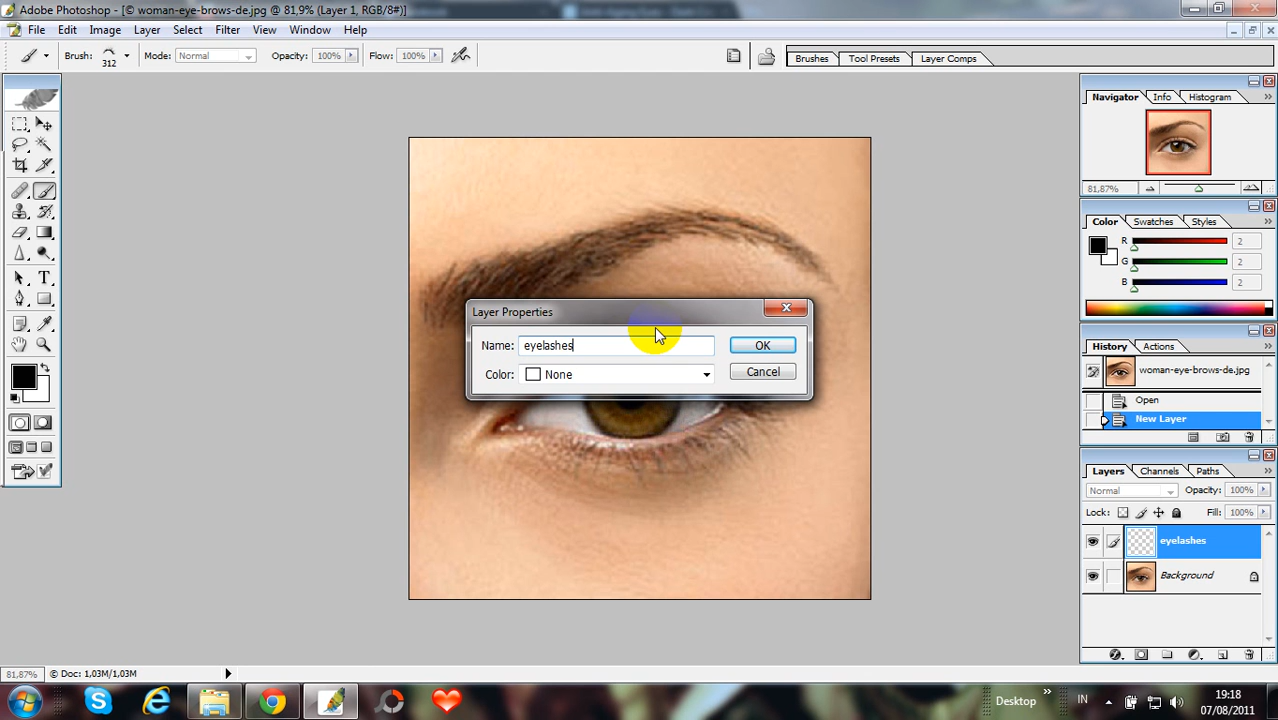 Adobe Photoshop - [© woman-eye-brows-de.jpg @ 81,9% (Layer 1, RGB/8#)]
File Edit Image Layer Select Filter View Window Help
Brush: 312 Mode: Normal Opacity: 100% Flow: 100% Brushes Tool Presets Layer Comps
Navigator Info Histogram
81,87%
Color Swatches Styles
R 2
G 2
B 2
Layer Properties
Name: eyelashes OK
Color: None Cancel
History Actions
woman-eye-brows-de.jpg
Open
New Layer
Layers Channels Paths
Normal Opacity: 100%
Lock: Fill: 100%
eyelashes
Background
81,87% © Doc: 1,03M/1,03M
Desktop » IN 19:18
07/08/2011